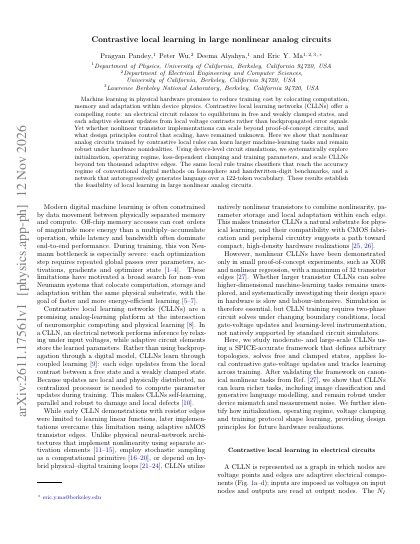 Contrastive local learning in large nonlinear analog circuits
Pragyan Pandey,1 Peter Wu,2 Deema Alyahya,1 and Eric Y. Ma1, 2, 3, ∗
1Department of Physics, University of California, Berkeley, California 94720, USA
2Department of Electrical Engineering and Computer Sciences,
University of California, Berkeley, California 94720, USA
3Lawrence Berkeley National Laboratory, Berkeley, California 94720, USA
Machine learning in physical hardware promises to reduce training cost by colocating computation,
memory and adaptation within device physics. Contrastive local learning networks (CLLNs) offer a
compelling route: an electrical circuit relaxes to equilibrium in free and weakly clamped states, and
each adaptive element updates from local voltage contrasts rather than backpropagated error signals.
Yet whether nonlinear implementations can scale beyond proof-of-concept circuits, and what
design principles control that scaling, have remained unknown. Here we show that nonlinear
analog circuits trained by contrastive local rules can learn larger machine-learning tasks and remain
robust under hardware nonidealities. Using device-level circuit simulations, we systematically explore
initialization, operating regime, loss-clamping and training parameters, and scale CLLNs
beyond ten thousand adaptive edges. The same local rule trains classifiers that reach the accuracy
regime of conventional digital methods on Ionosphere and handwritten-digit benchmarks, and a
network that autoregressively generates language over a 122-token vocabulary. These results establish
the feasibility of local learning in large nonlinear analog circuits.
Modern digital machine learning is often constrained
by data movement between physically separated memory
and compute. Off-chip memory accesses can cost orders
of magnitude more energy than a multiply-accumulate
operation, while latency and bandwidth often dominate
end-to-end performance. During training, this von Neu-
mann bottleneck is especially severe: each optimization
step requires repeated global passes over parameters, ac-
tivations, gradients and optimizer state [1–4]. These
limitations have motivated a broad search for non-von
Neumann systems that colocate computation, storage and
adaptation within the same physical substrate, with the
goal of faster and more energy-efficient learning [5–7].
Contrastive local learning networks (CLLNs) are a
promising analog-learning platform at the intersection
of neuromorphic computing and physical learning [8]. In
a CLLN, an electrical network performs inference by relax-
ing under input voltages, while adaptive circuit elements
store the learned parameters. Rather than using backprop-
agation through a digital model, CLLNs learn through
coupled learning [9]: each edge updates from the local
contrast between a free state and a weakly clamped state.
Because updates are local and physically distributed, no
centralized processor is needed to compute parameter
updates during training. This makes CLLNs self-learning,
parallel and robust to damage and local defects [10].
While early CLLN demonstrations with resistor edges
were limited to learning linear functions, later implemen-
tations overcame this limitation using adaptive nMOS
transistor edges. Unlike physical neural-network archi-
tectures that implement nonlinearity using separate ac-
tivation elements [11–15], employ stochastic sampling
as a computational primitive [16–20], or depend on hy-
brid physical–digital training loops [21–24], CLLNs utilize
∗ eric.y.ma@berkeley.edu
natively nonlinear transistors to combine nonlinearity, pa-
rameter storage and local adaptation within each edge.
This makes transistor CLLNs a natural substrate for phys-
ical learning, and their compatibility with CMOS fabri-
cation and peripheral circuitry suggests a path toward
compact, high-density hardware realizations [25, 26].
However, nonlinear CLLNs have been demonstrated
only in small proof-of-concept experiments, such as XOR
and nonlinear regression, with a maximum of 32 transistor
edges [27]. Whether larger transistor CLLNs can solve
higher-dimensional machine-learning tasks remains unex-
plored, and systematically investigating their design space
in hardware is slow and labour-intensive. Simulation is
therefore essential, but CLLN training requires two-phase
circuit solves under changing boundary conditions, local
gate-voltage updates and learning-level instrumentation,
not natively supported by standard circuit simulators.
Here, we study moderate- and large-scale CLLNs us-
ing a SPICE-accurate framework that defines arbitrary
topologies, solves free and clamped states, applies lo-
cal contrastive gate-voltage updates and tracks learning
across training. After validating the framework on canon-
ical nonlinear tasks from Ref. [27], we show that CLLNs
can learn richer tasks, including image classification and
generative language modelling, and remain robust under
device mismatch and measurement noise. We further iden-
tify how initialization, operating regime, voltage clamping
and training protocol shape learning, providing design
principles for future hardware realizations.
Contrastive local learning in electrical circuits
A CLLN is represented as a graph in which nodes are
voltage points and edges are adaptive electrical compo-
nents (Fig. 1a–d); inputs are imposed as voltages on input
nodes and outputs are read at output nodes. The NI
arXiv:2611.17561v1 [physics.app-ph] 12 Nov 2026